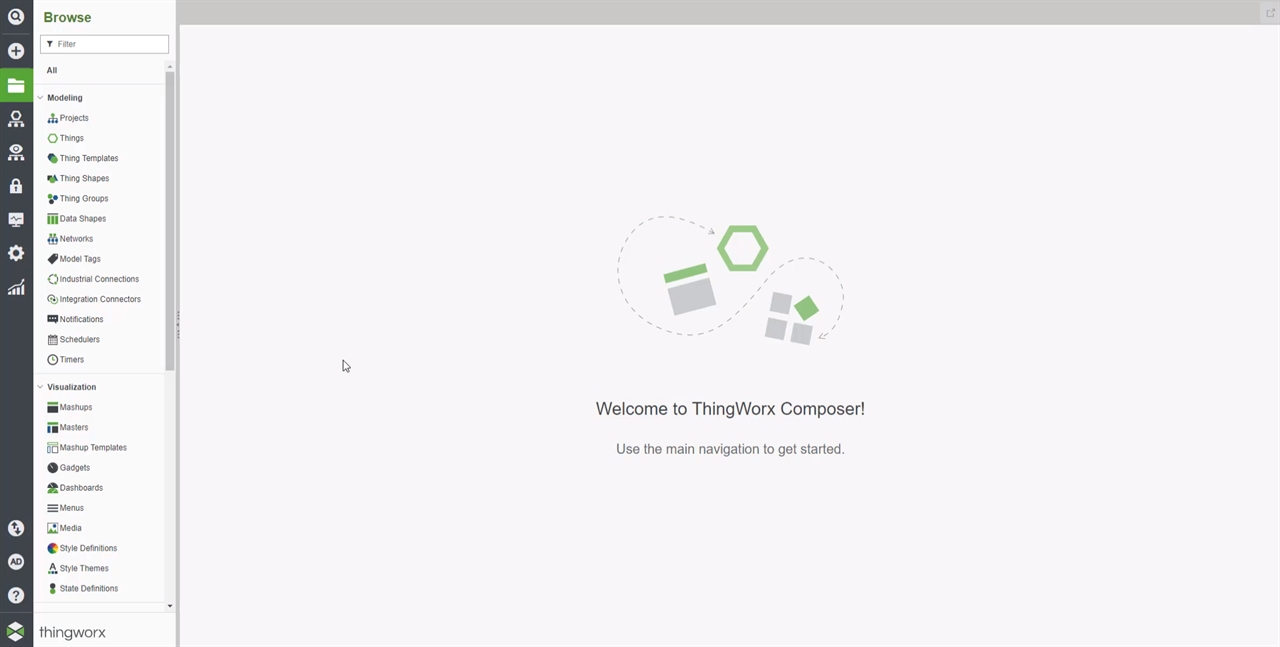 Browse
Filter
All
Modeling
Projects
Things
Thing Templates
Thing Shapes
Thing Groups
Data Shapes
Networks
Model Tags
Industrial Connections
Integration Connectors
Notifications
Schedulers
Timers
Visualization
Mashups
Masters
Mashup Templates
Gadgets
Dashboards
Menus
Media
Style Definitions
Style Themes
State Definitions
AD
thingworx
Welcome to ThingWorx Composer!
Use the main navigation to get started.